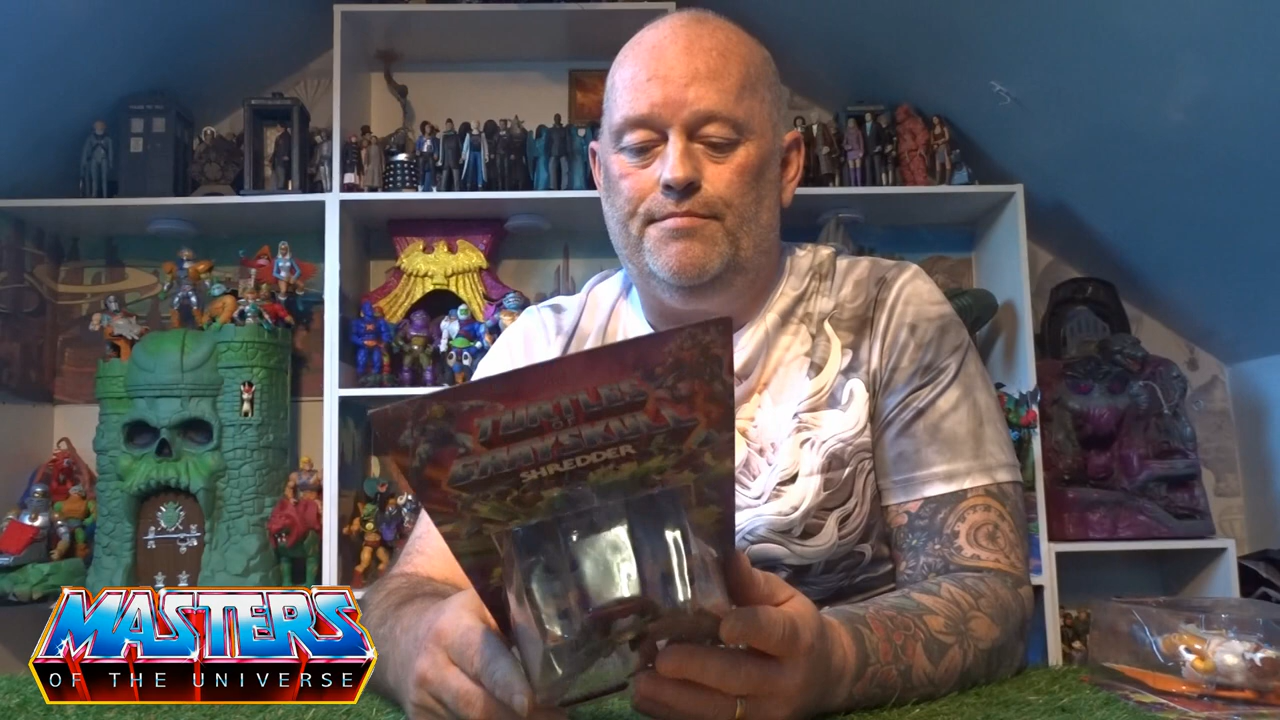 TURTLES
OF
GRAYSKULL
SHREDDER
MASTERS
OF THE UNIVERSE